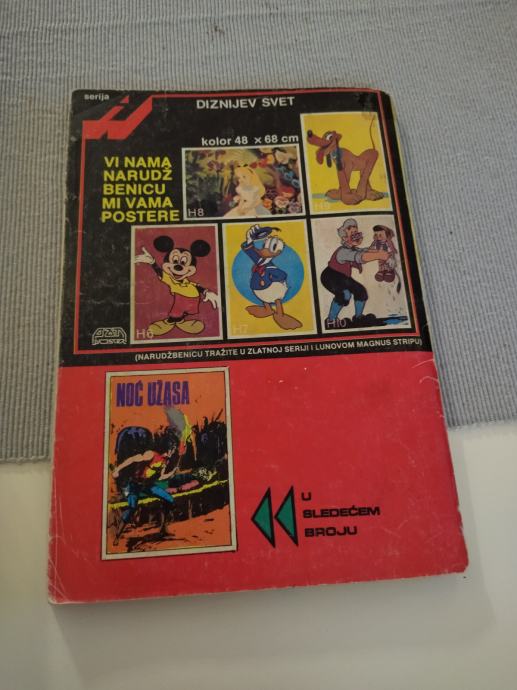 serija
DIZNIJEV SVET
kolor 48 × 68 cm
VI NAMA
NARUDŽ
BENICU
MI VAMA
POSTERE
H8
H9
H6
H7
H10
(NARUDŽBENICU TRAŽITE U ZLATNOJ SERIJI I LUNOVOM MAGNUS STRIPU)
NOĆ UŽASA
U
SLEDEĆEM
BROJU